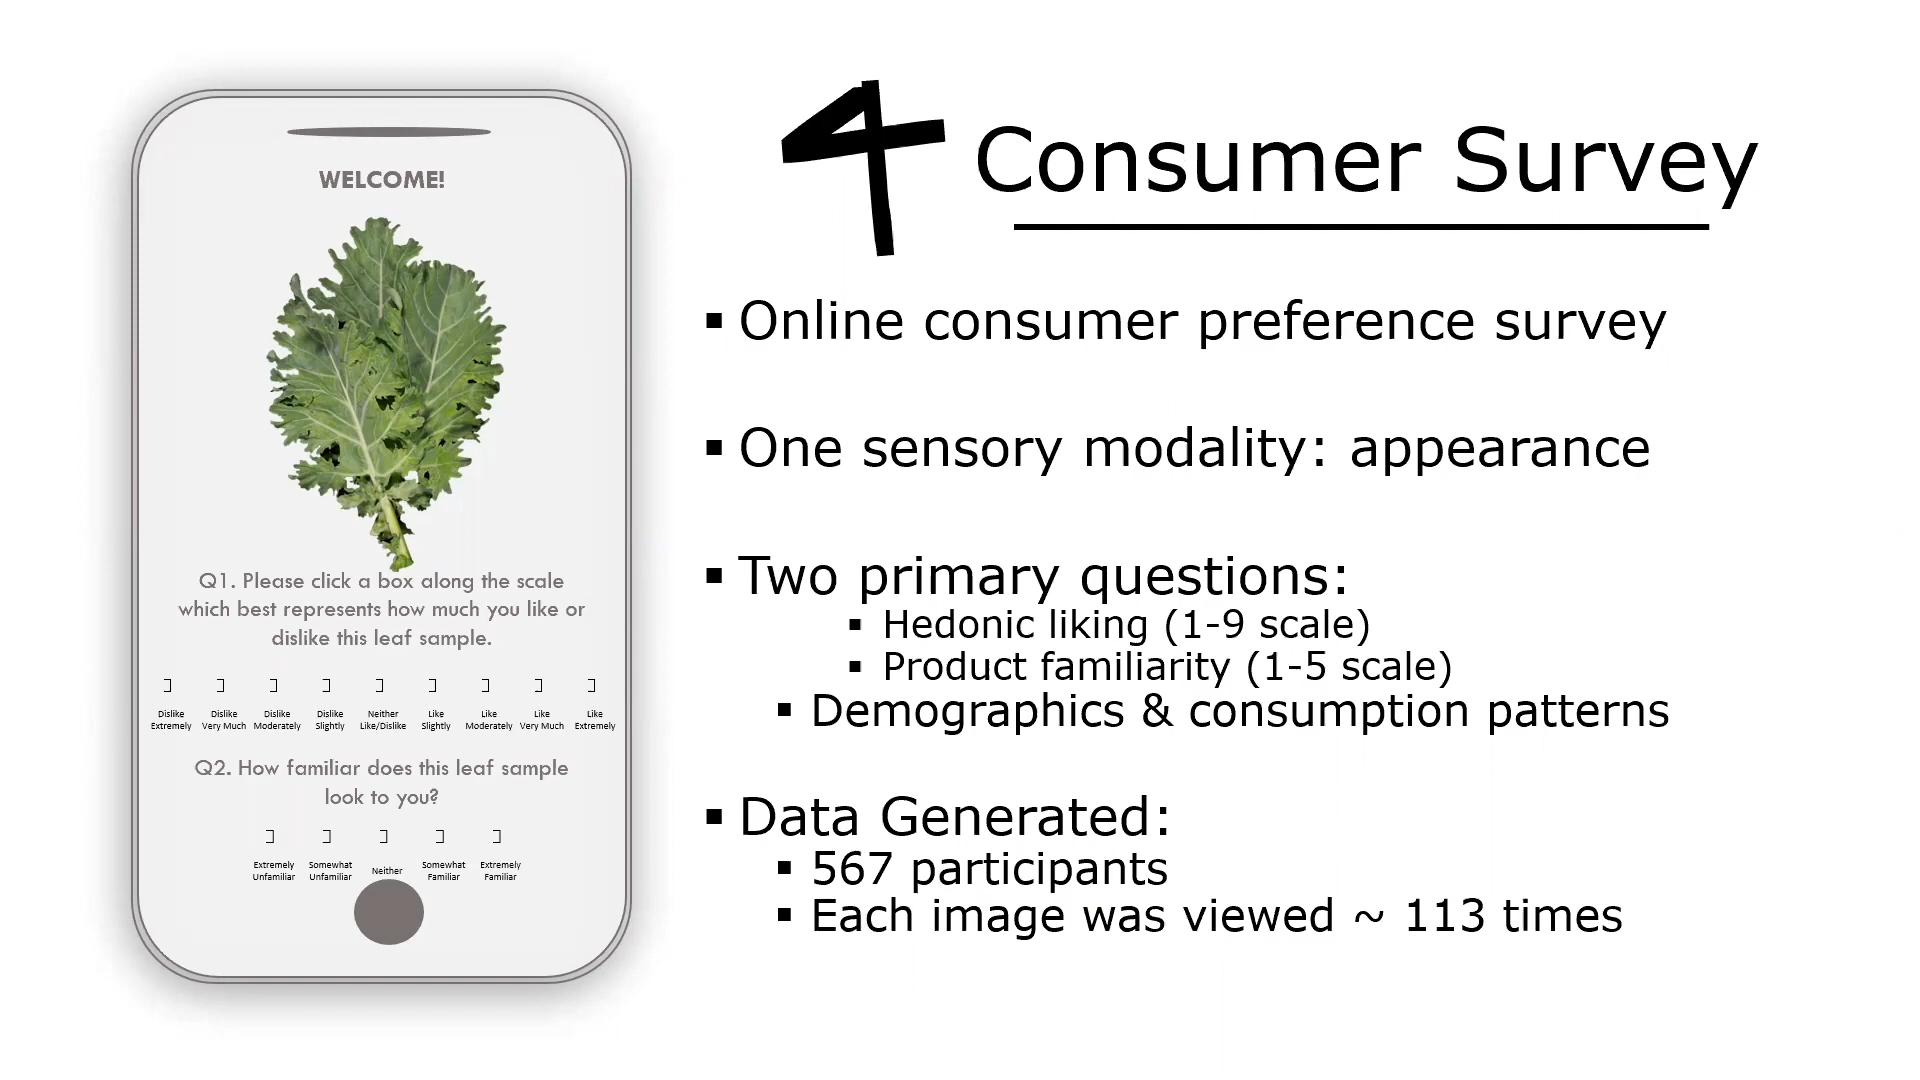 WELCOME!
Q1. Please click a box along the scale
which best represents how much you like or
dislike this leaf sample.
Dislike Extremely
Dislike Very Much
Dislike Moderately
Dislike Slightly
Neither Like/Dislike
Like Slightly
Like Moderately
Like Very Much
Like Extremely
Q2. How familiar does this leaf sample
look to you?
Extremely Unfamiliar
Somewhat Unfamiliar
Neither
Somewhat Familiar
Extremely Familiar
4 Consumer Survey
▪ Online consumer preference survey
▪ One sensory modality: appearance
▪ Two primary questions:
▪ Hedonic liking (1-9 scale)
▪ Product familiarity (1-5 scale)
▪ Demographics & consumption patterns
▪ Data Generated:
▪ 567 participants
▪ Each image was viewed ~ 113 times